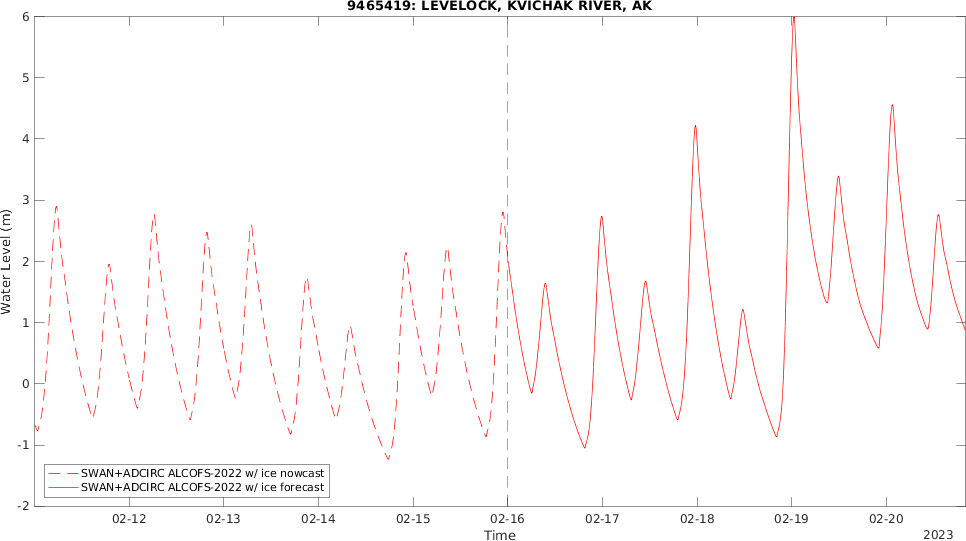 9465419: LEVELOCK, KVICHAK RIVER, AK
6
5
4
3
2
1
0
-1
-2
Water Level (m)
SWAN+ADCIRC ALCOFS-2022 w/ ice nowcast
SWAN+ADCIRC ALCOFS-2022 w/ ice forecast
02-12 02-13 02-14 02-15 02-16 02-17 02-18 02-19 02-20
Time
2023